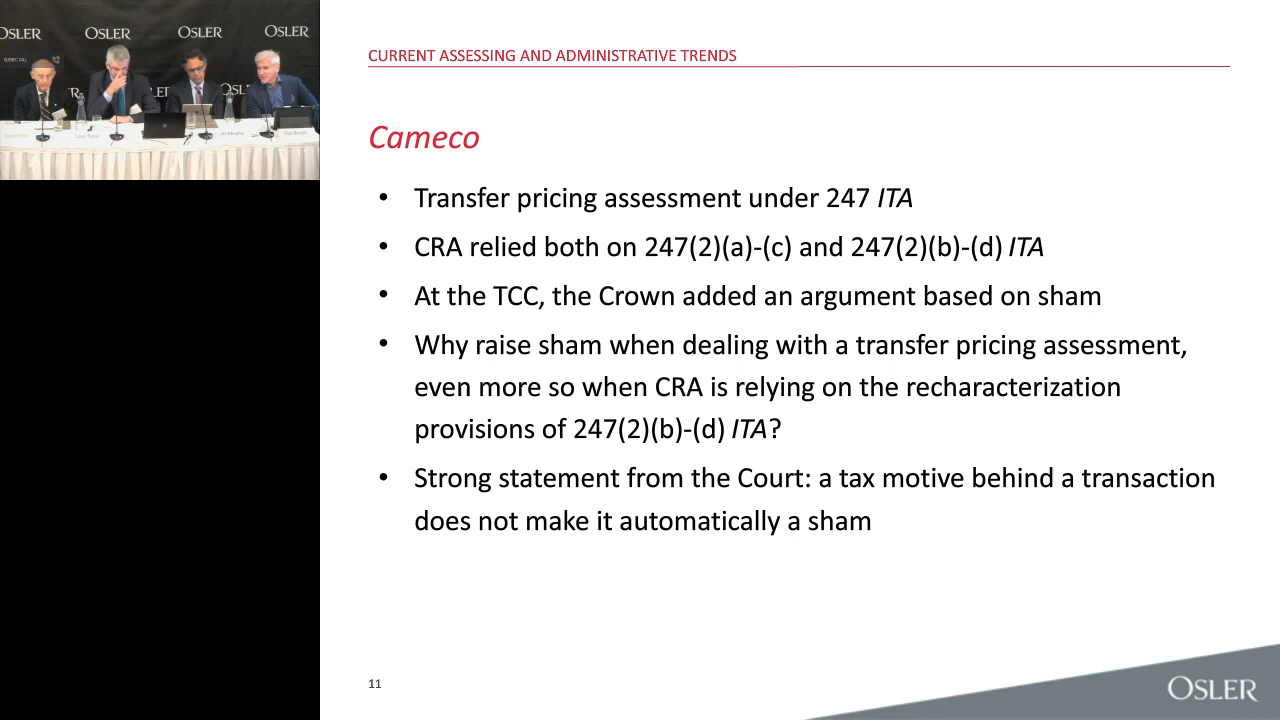 OSLER
OSLER
OSLER
OSLER
CURRENT ASSESSING AND ADMINISTRATIVE TRENDS
Cameco
• Transfer pricing assessment under 247 ITA
• CRA relied both on 247(2)(a)-(c) and 247(2)(b)-(d) ITA
• At the TCC, the Crown added an argument based on sham
• Why raise sham when dealing with a transfer pricing assessment,
even more so when CRA is relying on the recharacterization
provisions of 247(2)(b)-(d) ITA?
• Strong statement from the Court: a tax motive behind a transaction
does not make it automatically a sham
11
OSLER